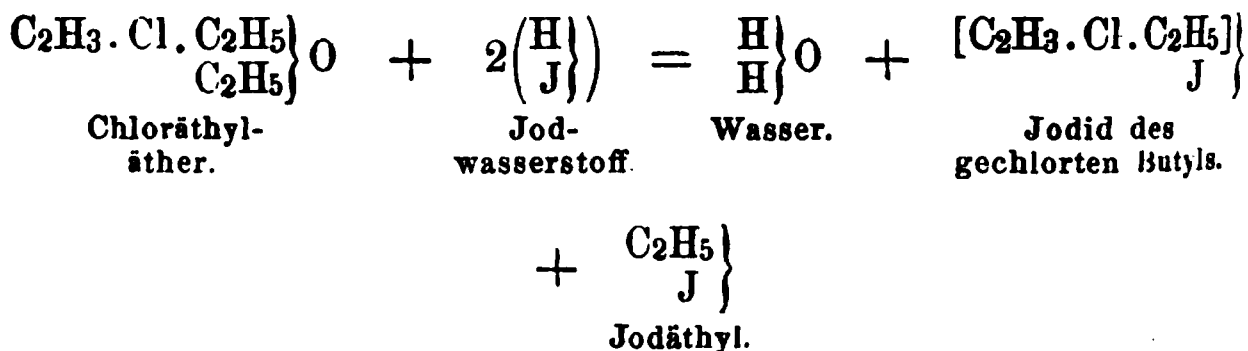 C2H3 . Cl . C2H5 } O + 2 ( H } ) = H } O + [C2H3 . Cl . C2H5] }
C2H5 J H J
Chloräthyl- Jod- Wasser. Jodid des
äther. wasserstoff. gechlorten Butyls.
+ C2H5 }
J
Jodäthyl.